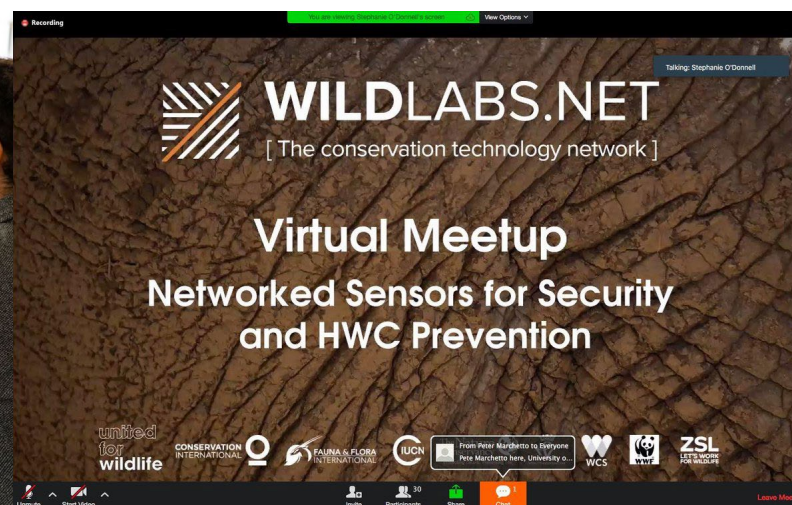 Recording
You are viewing Stephanie O'Donnell's screen
View Options
Talking: Stephanie O'Donnell
WILDLABS.NET
[ The conservation technology network ]
Virtual Meetup
Networked Sensors for Security
and HWC Prevention
united
for
wildlife
CONSERVATION
INTERNATIONAL
FAUNA & FLORA
INTERNATIONAL
IUCN
From Peter Marchetto to Everyone
Pete Marchetto here, University o...
WCS
WWF
ZSL
LET'S WORK
FOR WILDLIFE
Unmute
Start Video
Invite
Participants
30
Share
Chat
1
Leave Mee